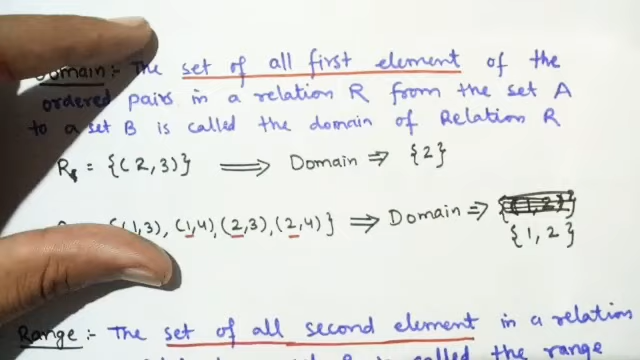 Domain:- The set of all first element of the
ordered pairs in a relation R from the set A
to a set B is called the domain of Relation R
R = {(2,3)} ⟹ Domain ⇒ {2}
{(1,3), (1,4), (2,3), (2,4)} ⟹ Domain ⇒
{1,2}
Range:- The set of all second element in a relation
is called the range